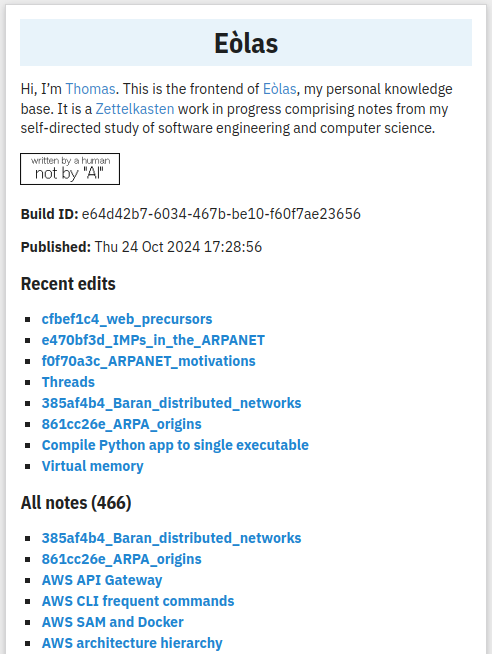 Eòlas
Hi, I’m Thomas. This is the frontend of Eòlas, my personal knowledge
base. It is a Zettelkasten work in progress comprising notes from my
self-directed study of software engineering and computer science.
written by a human
not by "AI"
Build ID: e64d42b7-6034-467b-be10-f60f7ae23656
Published: Thu 24 Oct 2024 17:28:56
Recent edits
cfbef1c4_web_precursors
e470bf3d_IMPs_in_the_ARPANET
f0f70a3c_ARPANET_motivations
Threads
385af4b4_Baran_distributed_networks
861cc26e_ARPA_origins
Compile Python app to single executable
Virtual memory
All notes (466)
385af4b4_Baran_distributed_networks
861cc26e_ARPA_origins
AWS API Gateway
AWS CLI frequent commands
AWS SAM and Docker
AWS architecture hierarchy